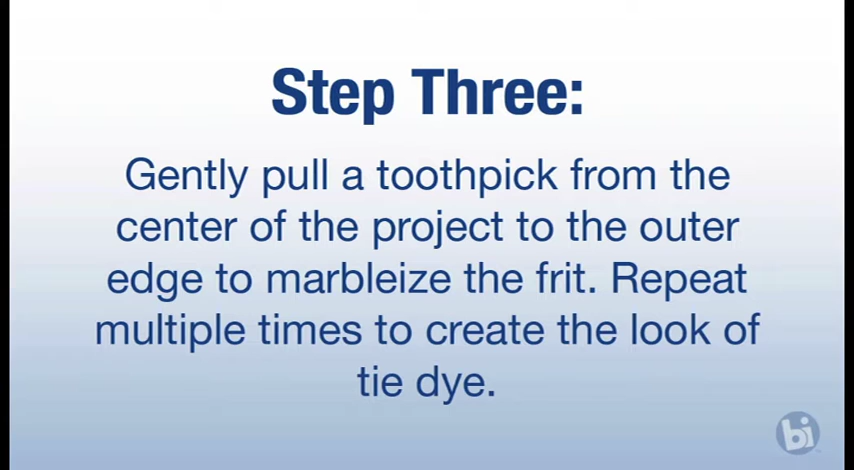 Step Three:
Gently pull a toothpick from the
center of the project to the outer
edge to marbleize the frit. Repeat
multiple times to create the look of
tie dye.
bi